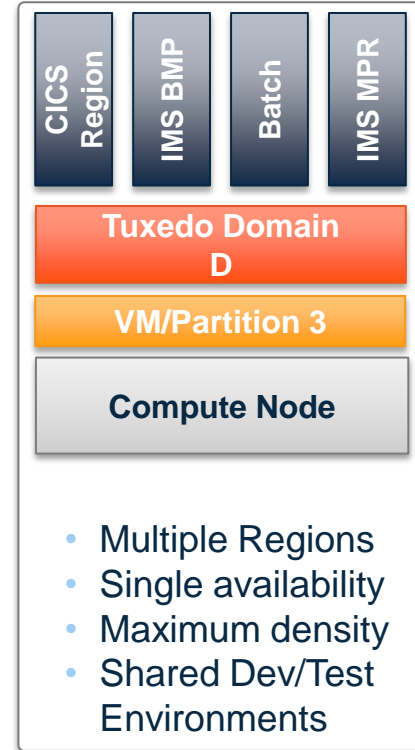 CICS
Region
IMS BMP
Batch
IMS MPR
Tuxedo Domain
D
VM/Partition 3
Compute Node
• Multiple Regions
• Single availability
• Maximum density
• Shared Dev/Test
Environments